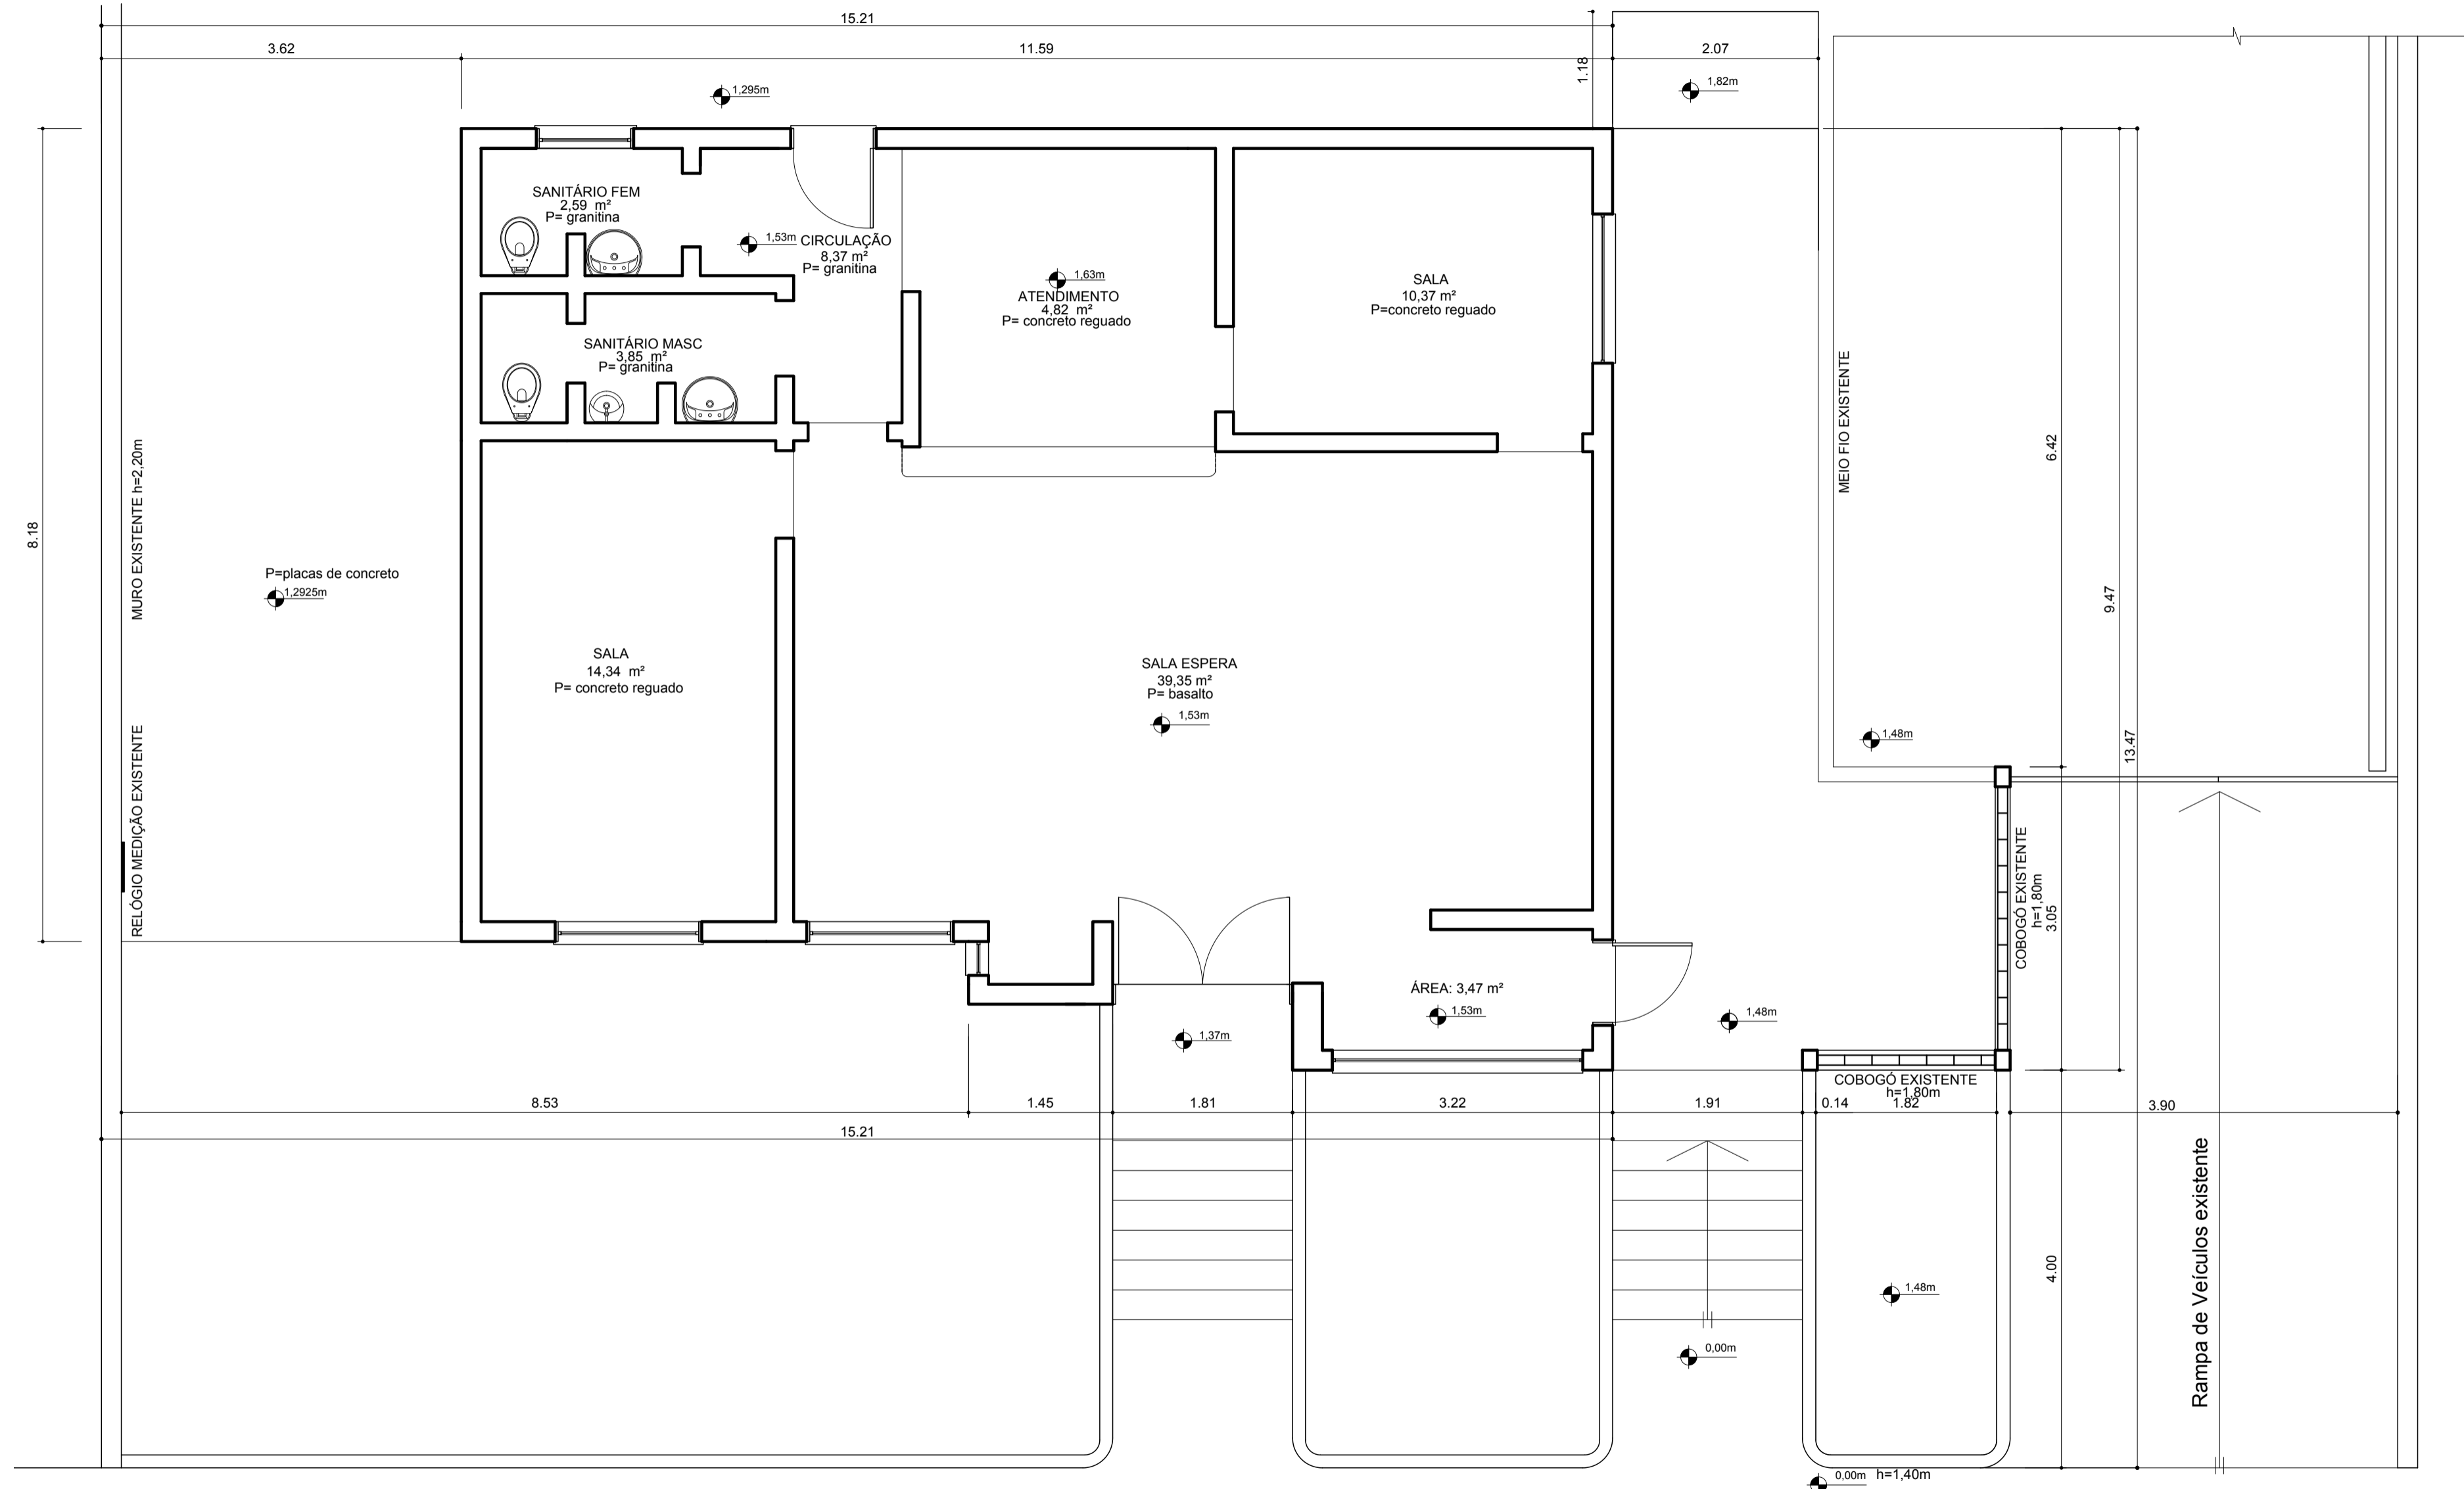 15.21
3.62
11.59
2.07
1.18
1,295m
1,82m
SANITÁRIO FEM
2,59 m²
P= granitina
1,53m
CIRCULAÇÃO
8,37 m²
P= granitina
1,63m
ATENDIMENTO
4,82 m²
P= concreto reguado
SALA
10,37 m²
P=concreto reguado
SANITÁRIO MASC
3,85 m²
P= granitina
MURO EXISTENTE h=2,20m
MEIO FIO EXISTENTE
6.42
8.18
9.47
13.47
P=placas de concreto
1,2925m
SALA
14,34 m²
P= concreto reguado
SALA ESPERA
39,35 m²
P= basalto
1,53m
1,48m
RELÓGIO MEDIÇÃO EXISTENTE
COBOGÓ EXISTENTE
h=1,80m
3.05
ÁREA: 3,47 m²
1,53m
1,48m
1,37m
COBOGÓ EXISTENTE
h=1,80m
8.53
1.45
1.81
3.22
1.91
0.14
1.82
3.90
15.21
4.00
Rampa de Veículos existente
1,48m
0,00m
0,00m h=1,40m